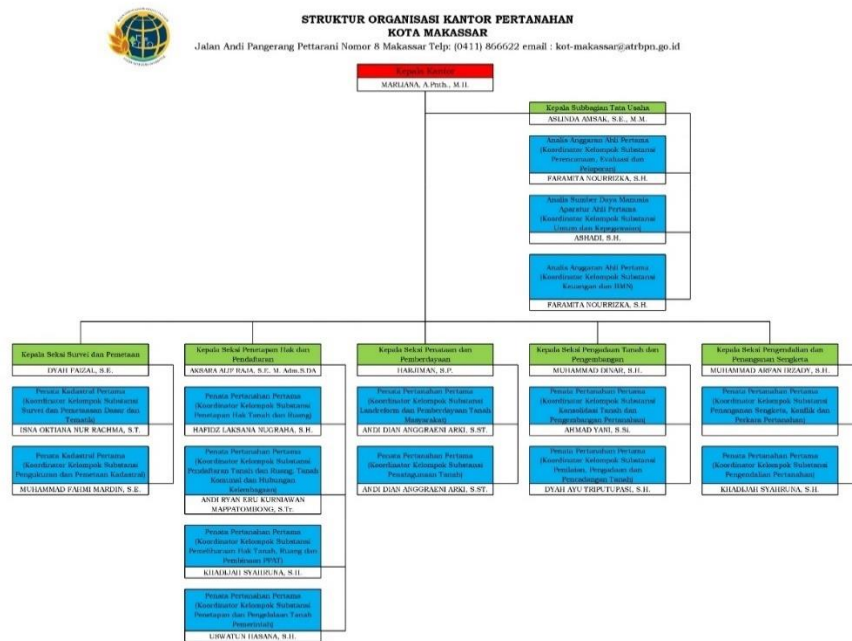 STRUKTUR ORGANISASI KANTOR PERTANAHAN
KOTA MAKASSAR
Jalan Andi Pangerang Pettarani Nomor 8 Makassar Telp: (0411) 866622 email : kot-makassar@atrbpn.go.id
Kepala Kantor
MARLIANA, A.Pnth., M.H.
Kepala Subbagian Tata Usaha
ASLINDA AMSAK, S.E., M.M.
Analis Anggaran Ahli Pertama
(Koordinator Kelompok Substansi
Perencanaan, Evaluasi dan
Pelaporan)
FARAMITA NOURRIZKA, S.H.
Analis Sumber Daya Manusia
Aparatur Ahli Pertama
(Koordinator Kelompok Substansi
Umum dan Kepegawaian)
ASHADI, S.H.
Analis Anggaran Ahli Pertama
(Koordinator Kelompok Substansi
Keuangan dan BMN)
FARAMITA NOURRIZKA, S.H.
Kepala Seksi Survei dan Pemetaan
DYAH FAIZAL, S.E.
Penata Kadastral Pertama
(Koordinator Kelompok Substansi
Survei dan Pemetaaan Dasar dan
Tematik)
ISNA OKTIANA NUR RACHMA, S.T.
Penata Kadastral Pertama
(Koordinator Kelompok Substansi
Pengukuran dan Pemetaan Kadastral)
MUHAMMAD FAHMI MARDIN, S.E.
Kepala Seksi Penetapan Hak dan
Pendaftaran
AKSARA ALIF RAJA, S.E. M. Adm.S.DA
Penata Pertanahan Pertama
(Koordinator Kelompok Substansi
Penetapan Hak Tanah dan Ruang)
HAFIDZ LAKSANA NUGRAHA, S.H.
Penata Pertanahan Pertama
(Koordinator Kelompok Substansi
Pendaftaran Tanah dan Ruang, Tanah
Komunal dan Hubungan
Kelembagaan)
ANDI RYAN ERU KURNIAWAN
MAPPATOMBONG, S.Tr.
Penata Pertanahan Pertama
(Koordinator Kelompok Substansi
Pemeliharaan Hak Tanah, Ruang dan
Pembinaan PPAT)
KHADIJAH SYAHRUNA, S.H.
Penata Pertanahan Pertama
(Koordinator Kelompok Substansi
Penetapan dan Pengelolaan Tanah
Pemerintah)
USWATUN HASANA, S.H.
Kepala Seksi Penataan dan
Pemberdayaan
HARJIMAN, S.P.
Penata Pertanahan Pertama
(Koordinator Kelompok Substansi
Landreform dan Pemberdayaan Tanah
Masyarakat)
ANDI DIAN ANGGRAENI ARKI, S.ST.
Penata Pertanahan Pertama
(Koordinator Kelompok Substansi
Penatagunaan Tanah)
ANDI DIAN ANGGRAENI ARKI, S.ST.
Kepala Seksi Pengadaan Tanah dan
Pengembangan
MUHAMMAD DINAR, S.H.
Penata Pertanahan Pertama
(Koordinator Kelompok Substansi
Konsolidasi Tanah dan
Pengembangan Pertanahan)
AHMAD YANI, S.Si.
Penata Pertanahan Pertama
(Koordinator Kelompok Substansi
Penilaian, Pengadaan dan
Pencadangan Tanah)
DYAH AYU TRIPUTUPASI, S.H.
Kepala Seksi Pengendalian dan
Penanganan Sengketa
MUHAMMAD ARFAN IRZADY, S.H.
Penata Pertanahan Pertama
(Koordinator Kelompok Substansi
Penanganan Sengketa, Konflik dan
Perkara Pertanahan)
Penata Pertanahan Pertama
(Koordinator Kelompok Substansi
Pengendalian Pertanahan)
KHADIJAH SYAHRUNA, S.H.